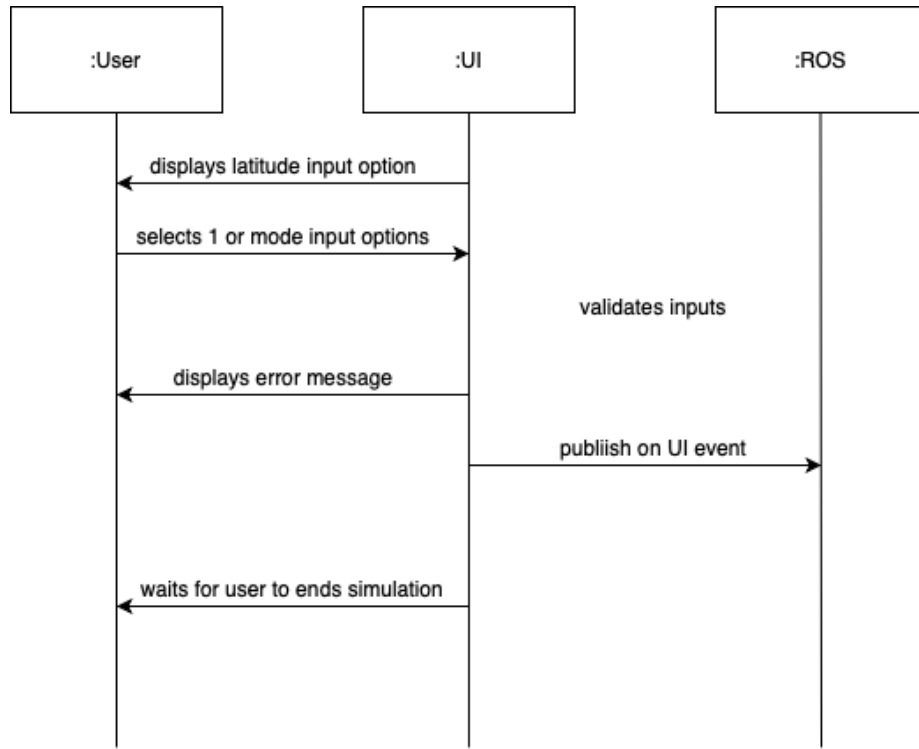 :User
:UI
:ROS
displays latitude input option
selects 1 or mode input options
validates inputs
displays error message
publiish on UI event
waits for user to ends simulation